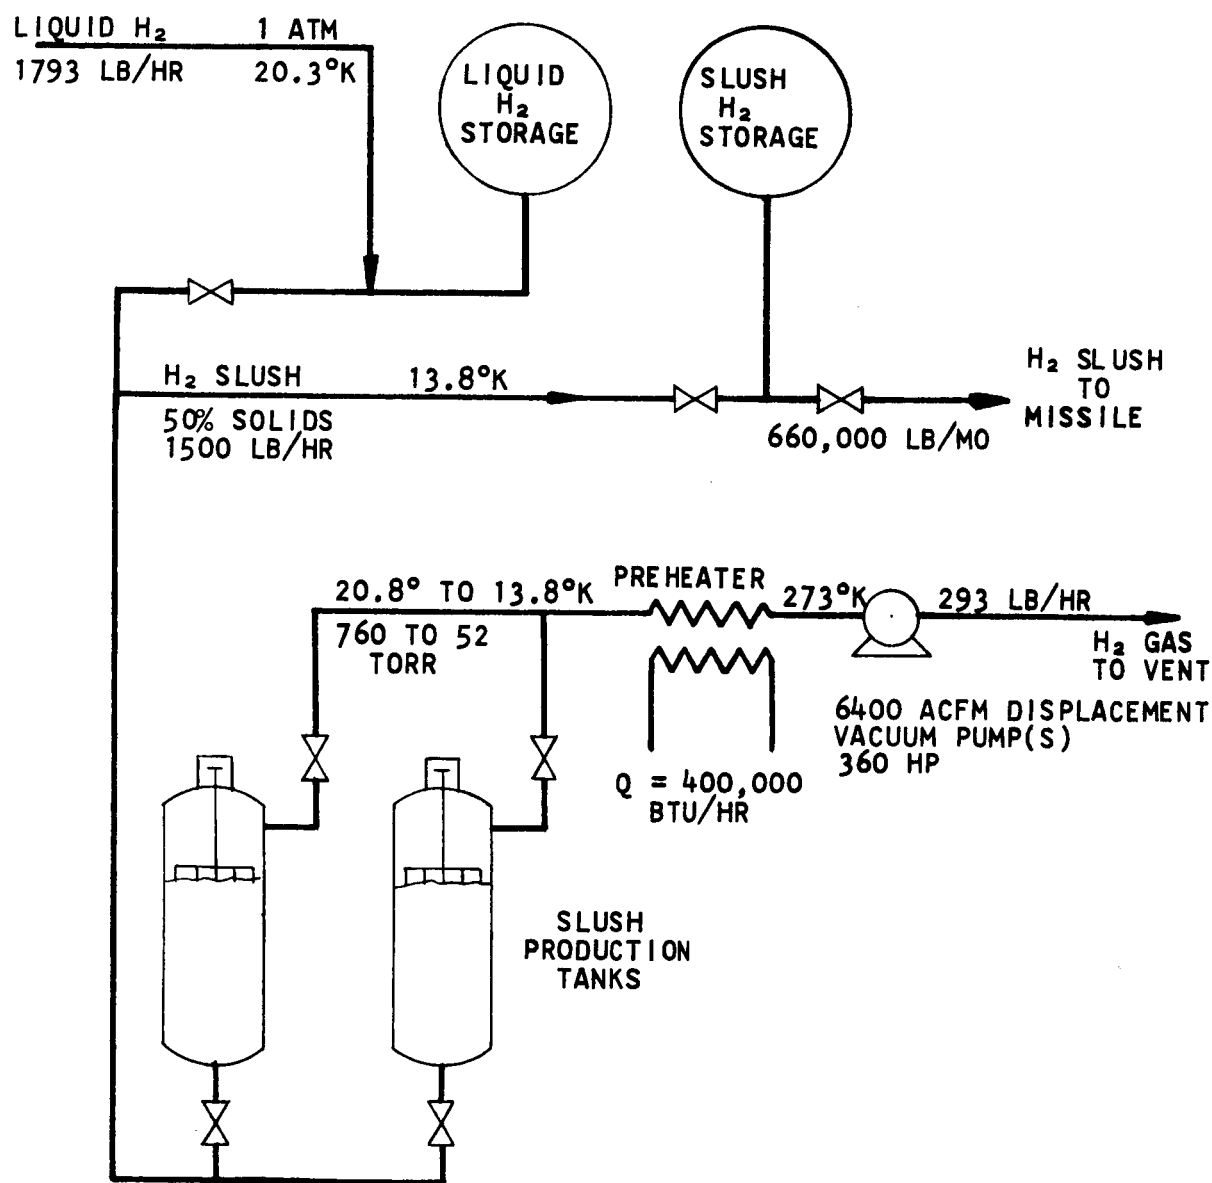 LIQUID H₂ 1 ATM
1793 LB/HR 20.3°K
LIQUID
H₂
STORAGE
SLUSH
H₂
STORAGE
H₂ SLUSH 13.8°K
50% SOLIDS
1500 LB/HR
660,000 LB/MO
H₂ SLUSH
TO
MISSILE
20.8° TO 13.8°K
760 TO 52
TORR
PREHEATER
273°K
293 LB/HR
H₂ GAS
TO VENT
6400 ACFM DISPLACEMENT
VACUUM PUMP(S)
360 HP
Q = 400,000
BTU/HR
SLUSH
PRODUCTION
TANKS